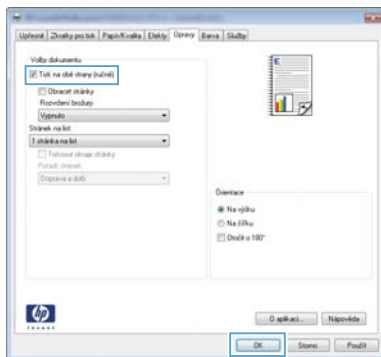 Upřesnit Zkratky pro tisk Papír/Kvalita Efekty Úpravy Barva Služby
Volby dokumentu
Tisk na obě strany (ručně)
Obracet stránky
Rozvržení brožury
Vypnuto
Stránek na list
1 stránka na list
Tisknout okraje stránky
Pořadí stránek
Doprava a dolů
Orientace
Na výšku
Na šířku
Otočit o 180°
hp
invent
O aplikaci... Nápověda
OK Storno Použít